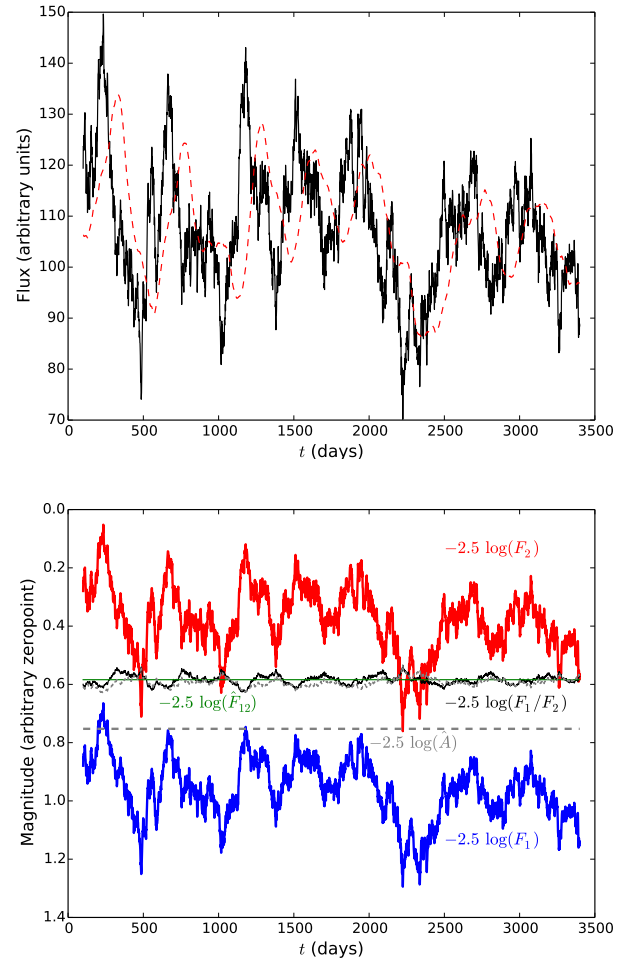 150
140
130
120
110
100
90
80
70
Flux (arbitrary units)
0 500 1000 1500 2000 2500 3000 3500
t (days)
0.0
0.2
0.4
0.6
0.8
1.0
1.2
1.4
Magnitude (arbitrary zeropoint)
−2.5 log(F₂)
−2.5 log(F̂₁₂)
−2.5 log(F₁/F₂)
−2.5 log(Â)
−2.5 log(F₁)
0 500 1000 1500 2000 2500 3000 3500
t (days)